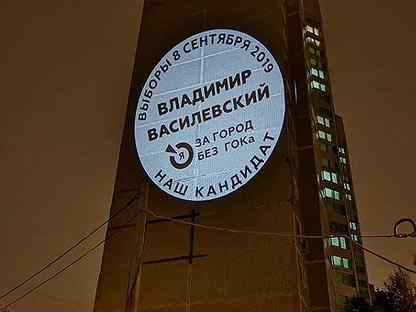 ВЫБОРЫ 8 СЕНТЯБРЯ 2019
ВЛАДИМИР
ВАСИЛЕВСКИЙ
Я
ЗА ГОРОД
БЕЗ ГОКа
НАШ КАНДИДАТ